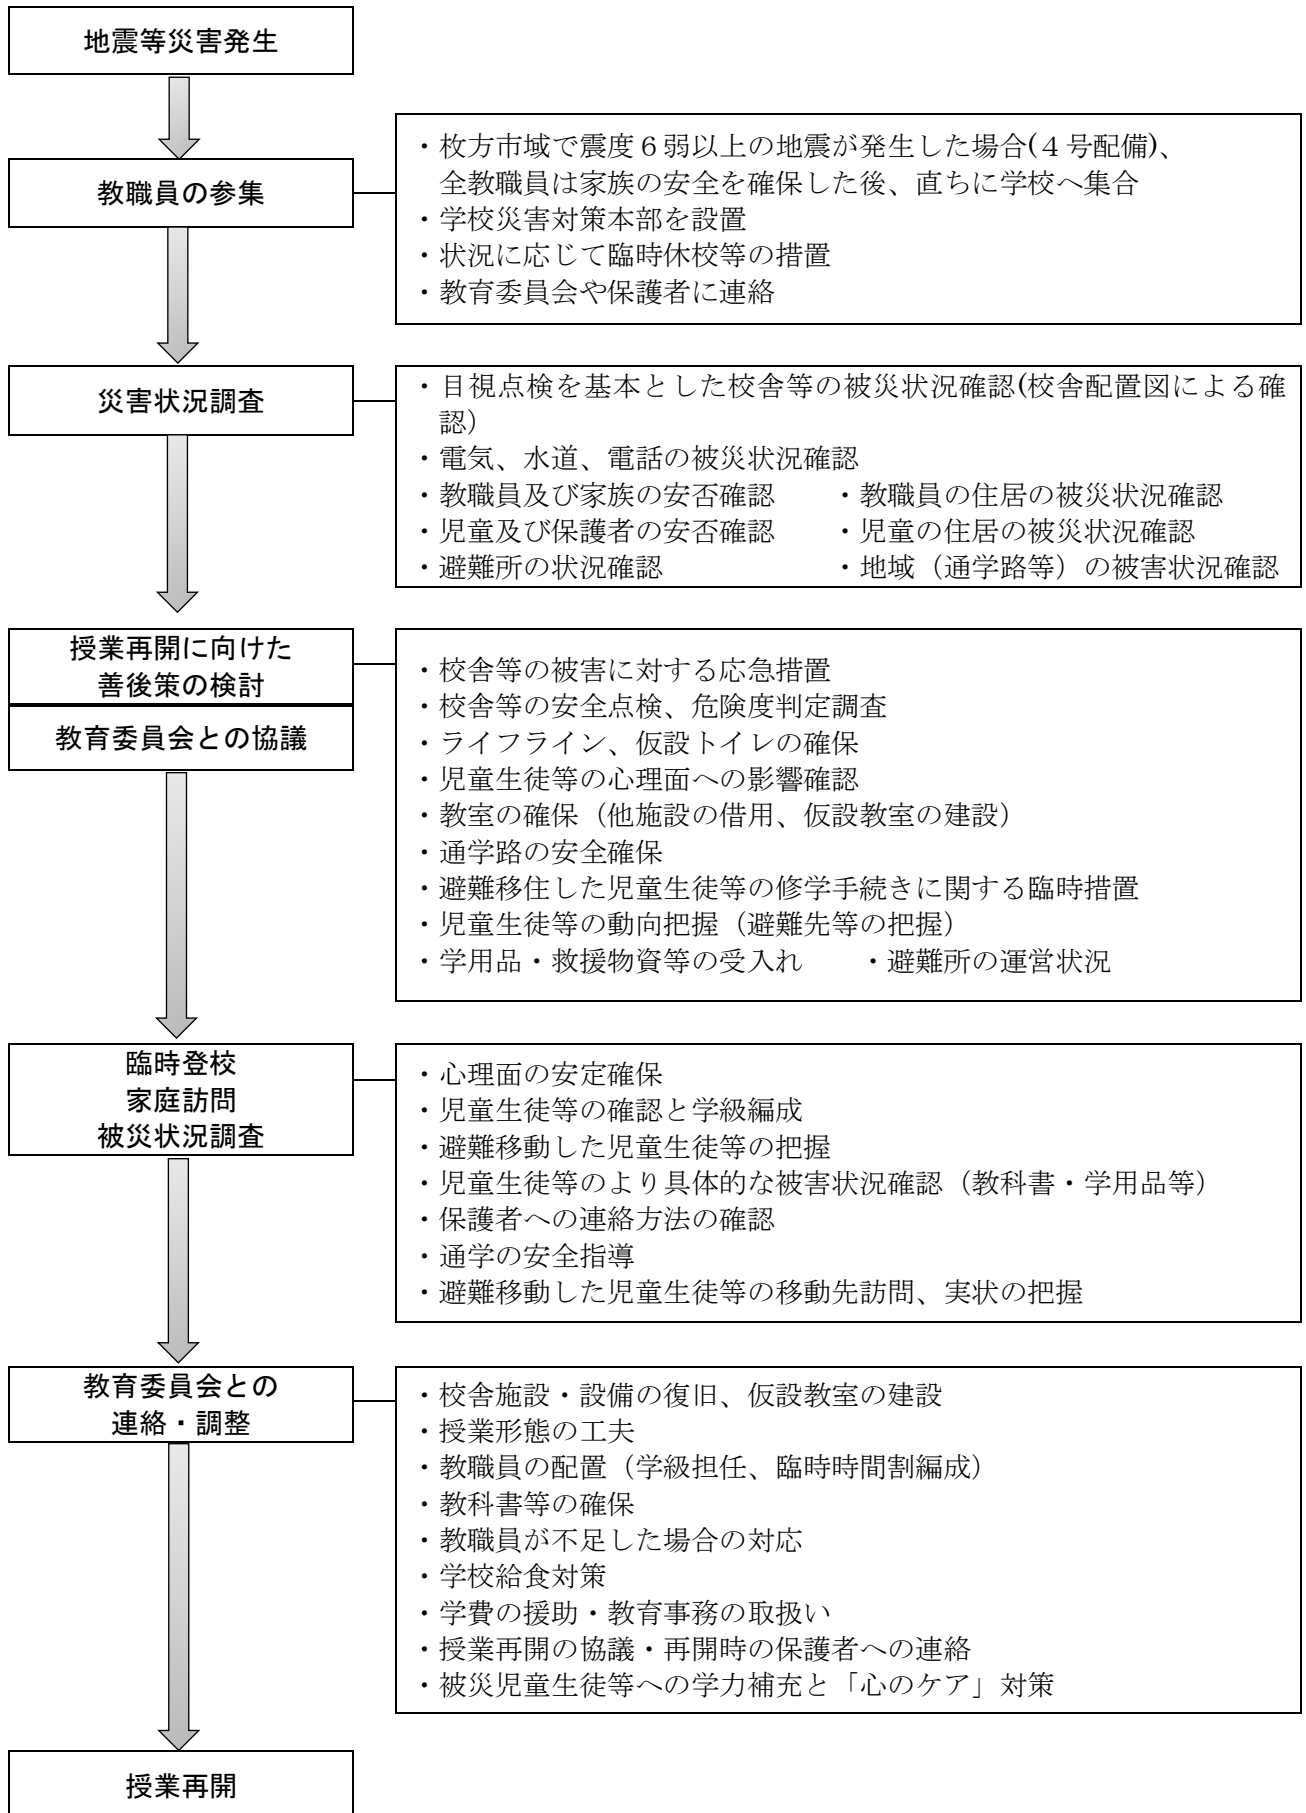 地震等災害発生
教職員の参集
・枚方市域で震度６弱以上の地震が発生した場合(４号配備)、
全教職員は家族の安全を確保した後、直ちに学校へ集合
・学校災害対策本部を設置
・状況に応じて臨時休校等の措置
・教育委員会や保護者に連絡
災害状況調査
・目視点検を基本とした校舎等の被災状況確認(校舎配置図による確
認）
・電気、水道、電話の被災状況確認
・教職員及び家族の安否確認　　・教職員の住居の被災状況確認
・児童及び保護者の安否確認　　・児童の住居の被災状況確認
・避難所の状況確認　　　　　　・地域（通学路等）の被害状況確認
授業再開に向けた
善後策の検討
教育委員会との協議
・校舎等の被害に対する応急措置
・校舎等の安全点検、危険度判定調査
・ライフライン、仮設トイレの確保
・児童生徒等の心理面への影響確認
・教室の確保（他施設の借用、仮設教室の建設）
・通学路の安全確保
・避難移住した児童生徒等の修学手続きに関する臨時措置
・児童生徒等の動向把握（避難先等の把握）
・学用品・救援物資等の受入れ　　・避難所の運営状況
臨時登校
家庭訪問
被災状況調査
・心理面の安定確保
・児童生徒等の確認と学級編成
・避難移動した児童生徒等の把握
・児童生徒等のより具体的な被害状況確認（教科書・学用品等）
・保護者への連絡方法の確認
・通学の安全指導
・避難移動した児童生徒等の移動先訪問、実状の把握
教育委員会との
連絡・調整
・校舎施設・設備の復旧、仮設教室の建設
・授業形態の工夫
・教職員の配置（学級担任、臨時時間割編成）
・教科書等の確保
・教職員が不足した場合の対応
・学校給食対策
・学費の援助・教育事務の取扱い
・授業再開の協議・再開時の保護者への連絡
・被災児童生徒等への学力補充と「心のケア」対策
授業再開